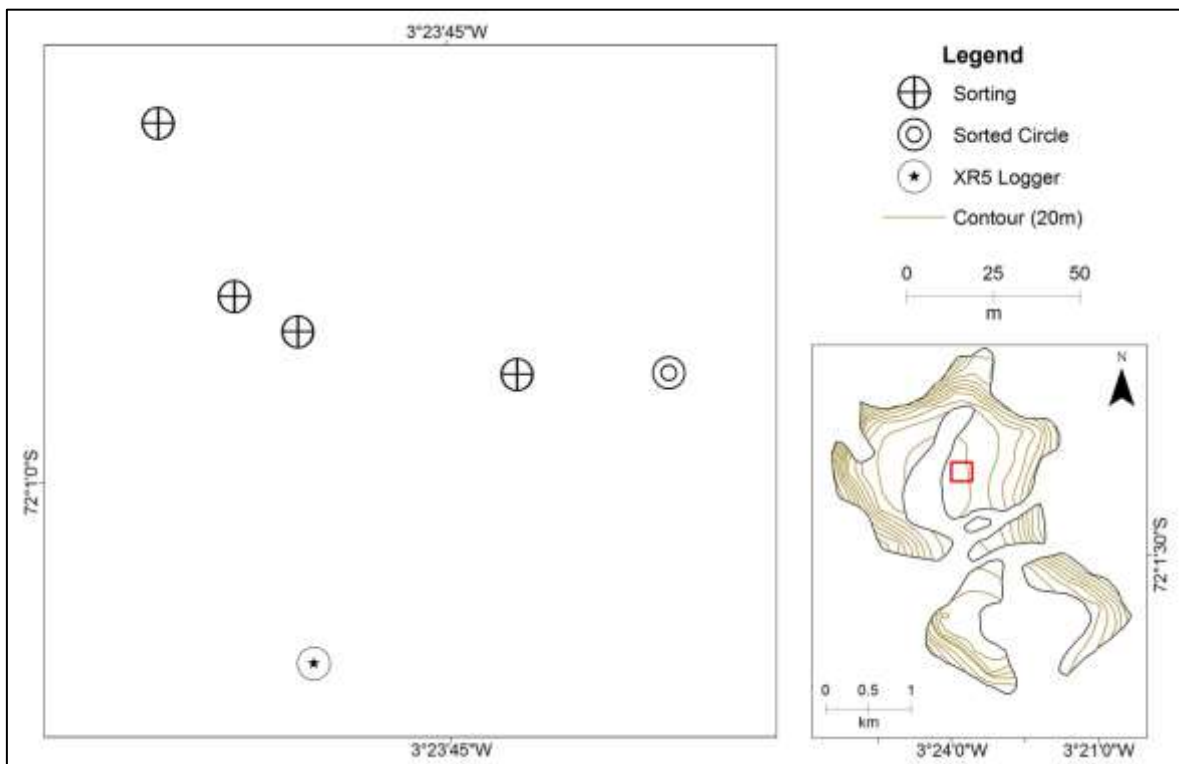 3°23'45"W
72°1'0"S
3°23'45"W
Legend
Sorting
Sorted Circle
XR5 Logger
Contour (20m)
0 25 50
m
N
72°1'30"S
0 0.5 1
km
3°24'0"W 3°21'0"W